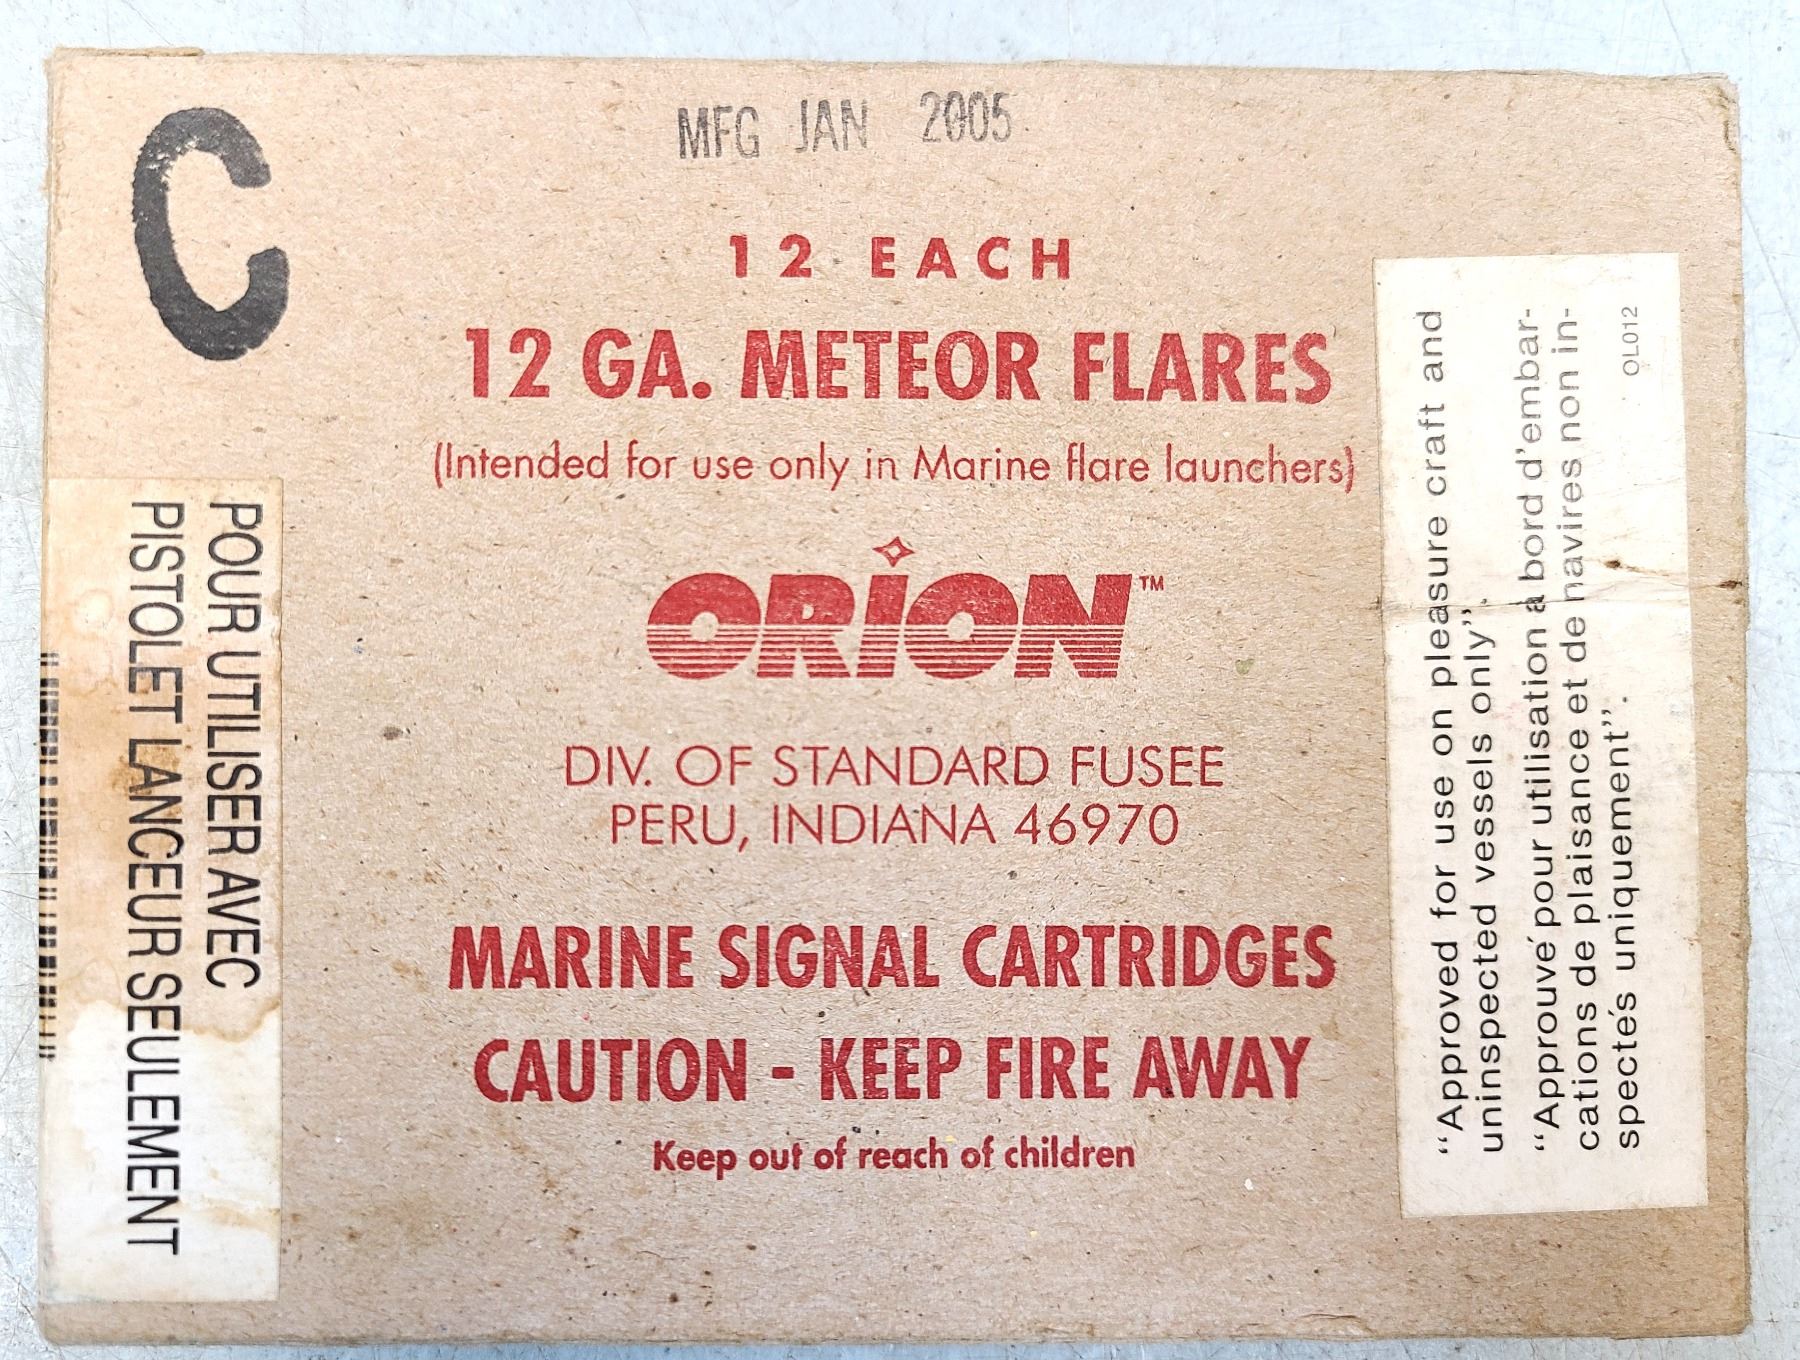 C
MFG JAN 2005
12 EACH
12 GA. METEOR FLARES
(Intended for use only in Marine flare launchers)
ORION™
DIV. OF STANDARD FUSEE
PERU, INDIANA 46970
MARINE SIGNAL CARTRIDGES
CAUTION - KEEP FIRE AWAY
Keep out of reach of children
POUR UTILISER AVEC
PISTOLET LANCEUR SEULEMENT
“Approved for use on pleasure craft and
uninspected vessels only”.
“Approuvé pour utilisation à bord d’embar-
cations de plaisance et de navires non in-
spectés uniquement”.
OL012